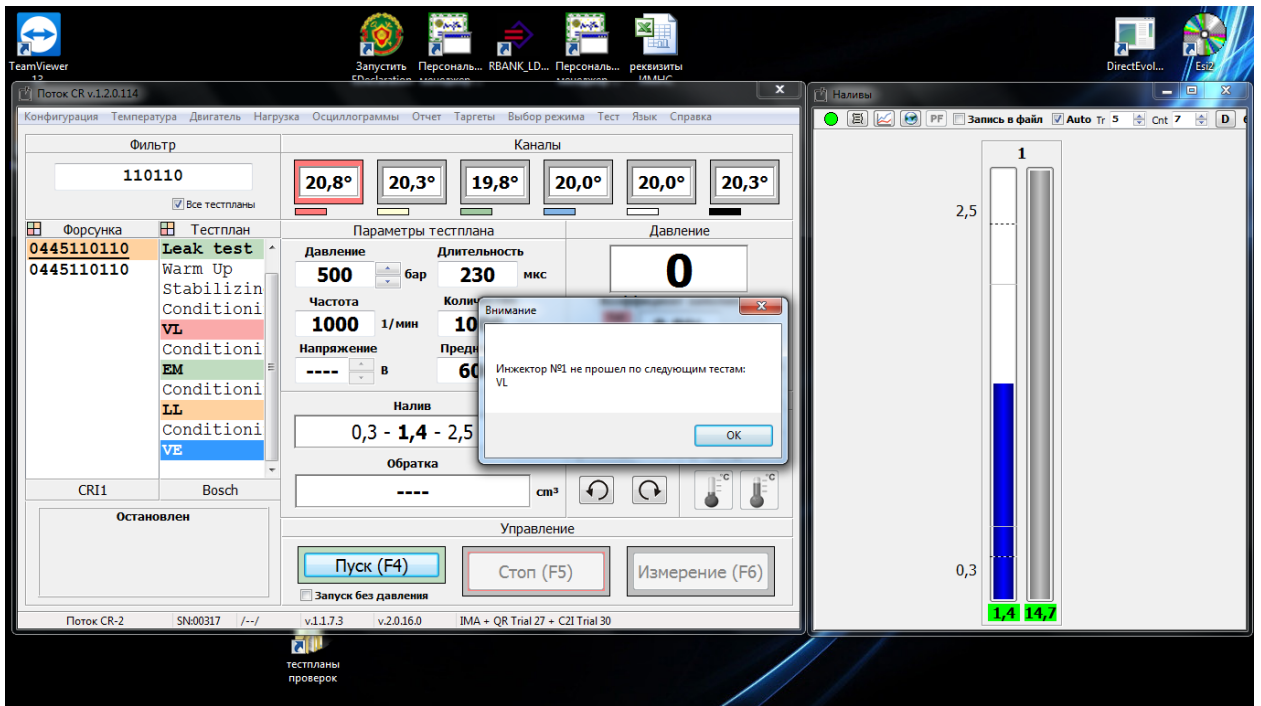 TeamViewer
13
Запустить
EDeclaration
Персональ...
менеджер
RBANK_LD...
Персональ...
менеджер
реквизиты
ИМНС
DirectEvol...
Esi2
Поток CR v.1.2.0.114
Конфигурация Температура Двигатель Нагрузка Осциллограммы Отчет Таргеты Выбор режима Тест Язык Справка
Фильтр
110110
Все тестпланы
Форсунка Тестплан
0445110110 Leak test
0445110110 Warm Up
Stabilizin
Conditioni
VL
Conditioni
EM
Conditioni
LL
Conditioni
VE
CRI1 Bosch
Остановлен
Каналы
20,8° 20,3° 19,8° 20,0° 20,0° 20,3°
Параметры тестплана Давление
Давление Длительность
500 бар 230 мкс
0
Частота
1000 1/мин
Напряжение
---- В
Налив
0,3 - 1,4 - 2,5
Обратка
---- cm³
°C °C
Управление
Пуск (F4) Стоп (F5) Измерение (F6)
Запуск без давления
Поток CR-2 SN:00317 /--/ v.1.1.7.3 v.2.0.16.0 IMA + QR Trial 27 + C2I Trial 30
Внимание
Инжектор №1 не прошел по следующим тестам:
VL
OK
Наливы
PF Запись в файл Auto Tr 5 Cnt 7 D
1
2,5
0,3
1,4 14,7
тестпланы
проверок